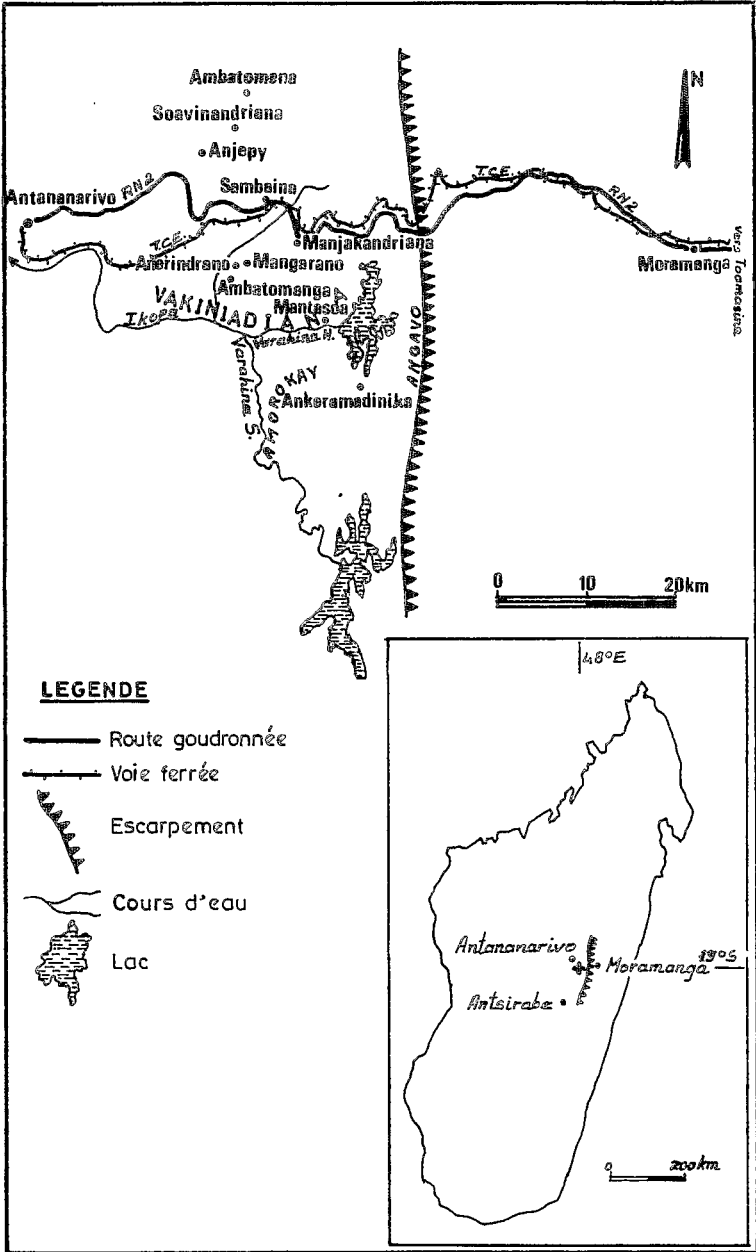 Ambatomena
Soavinandriana
Anjepy
N
Sambaina
T.C.E.
Antananarivo
RN2
RN2
T.C.E.
Manjakandriana
Moramanga
Vers Toamasina
Mangarano
Ambatomanga
VAKINIADIANA
Mantasoa
Ikopa
Varahina N.
Varahina S.
ANGAVO
Ankeramadinika
0 10 20km
48°E
LEGENDE
Route goudronnée
Voie ferrée
Escarpement
Cours d'eau
Lac
Antananarivo
Moramanga
19°S
Antsirabe
0 200km